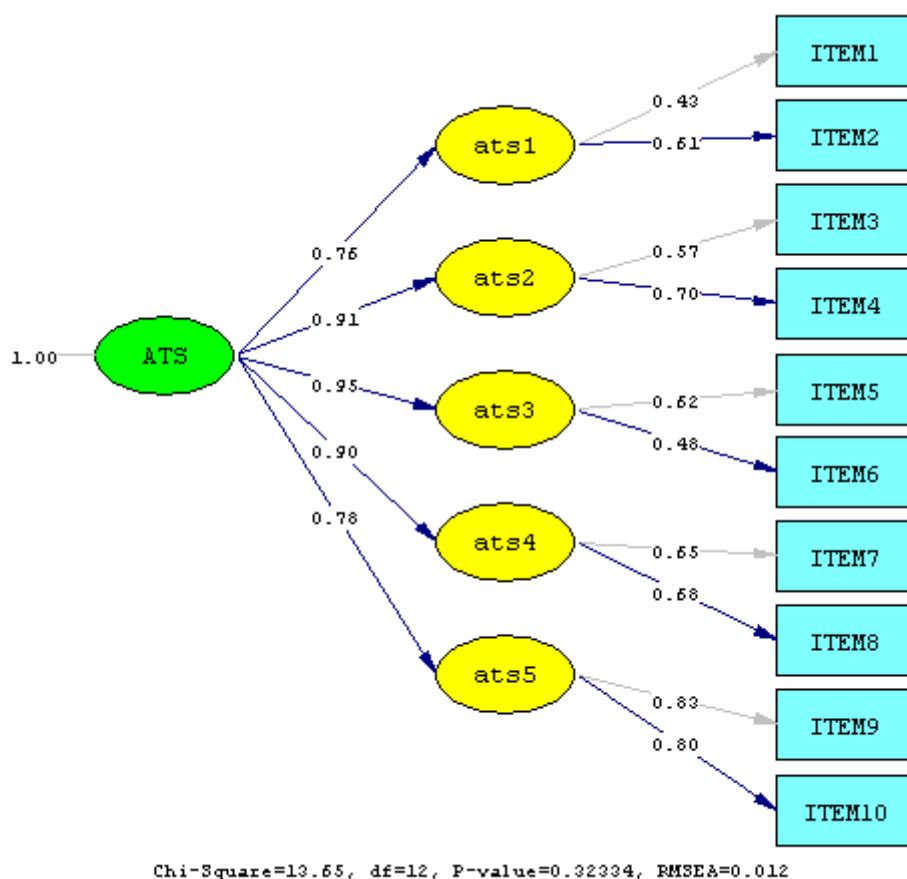 ITEM1
0.43
ats1
0.61
ITEM2
0.76
ITEM3
0.57
ats2
0.70
ITEM4
0.91
1.00
ATS
0.95
ITEM5
0.62
ats3
0.48
ITEM6
0.90
0.78
ats4
0.65
ITEM7
0.68
ITEM8
ats5
0.83
ITEM9
0.80
ITEM10
Chi-Square=13.65, df=12, P-value=0.32334, RMSEA=0.012